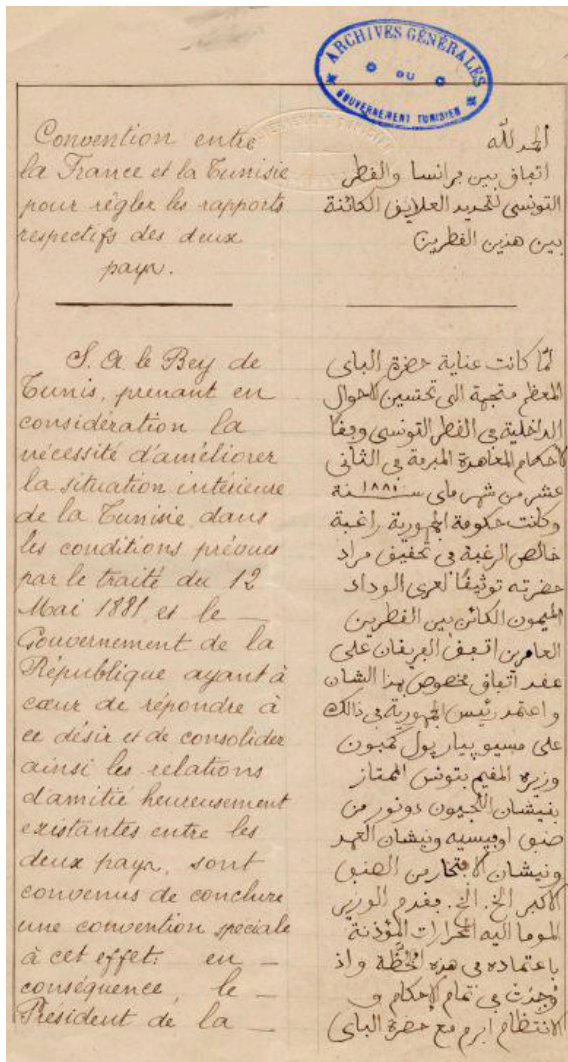 ARCHIVES GÉNÉRALES
DU
GOUVERNEMENT TUNISIEN
Convention entre
la France et la Tunisie
pour régler les rapports
respectifs des deux
pays.
S. A. le Bey de
Tunis, prenant en
considération la
nécessité d'améliorer
la situation intérieure
de la Tunisie, dans
les conditions prévues
par le traité du 12
Mai 1881, et le —
Gouvernement de la
République ayant à
cœur de répondre à
ce désir et de consolider
ainsi les relations
d'amitié heureusement
existantes entre les
deux pays, sont
convenus de conclure
une convention speciale
à cet effet: en —
conséquence, le —
Président de la —
الحمد لله
اتفاق بين فرانسا والقطر
التونسي لتحديد العلايق الكائنة
بين هذين القطرين
لمّا كانت عناية حضرة الباي
المعظم متجهة الى تحسين الاحوال
الداخلية في القطر التونسي وفقا
لاحكام المعاهدة المبرمة في الثاني
عشر من شهر ماي سنة ١٨٨١
وكانت حكومة الجمهورية راغبة
خالص الرغبة في تحقيق مراد
حضرته توثيقًا لعرى الوداد
الميمون الكائن بين القطرين
العامرين اتفق الفريقان على
عقد اتفاق مخصوص بهذا الشان
واعتمد رئيس الجمهورية في ذالك
على مسيو بيار پول كمبون
وزيره المقيم بتونس الممتاز
بنيشان اللجيون دونور من
صنف اوفيسيه ونيشان العهد
ونيشان الافتخار من الصنف
الاكبر الخ. الخ. فقدم الوزير
الموما اليه المحرارات المؤذنة
باعتماده في هذه الخطّة واذ
وُجدت في تمام الاحكام و
الانتظام ابرم مع حضرة الباي